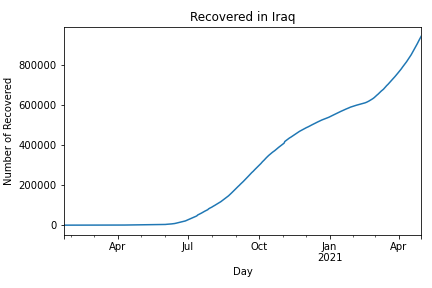 Recovered in Iraq
Number of Recovered
800000
600000
400000
200000
0
Apr
Jul
Oct
Jan
2021
Apr
Day